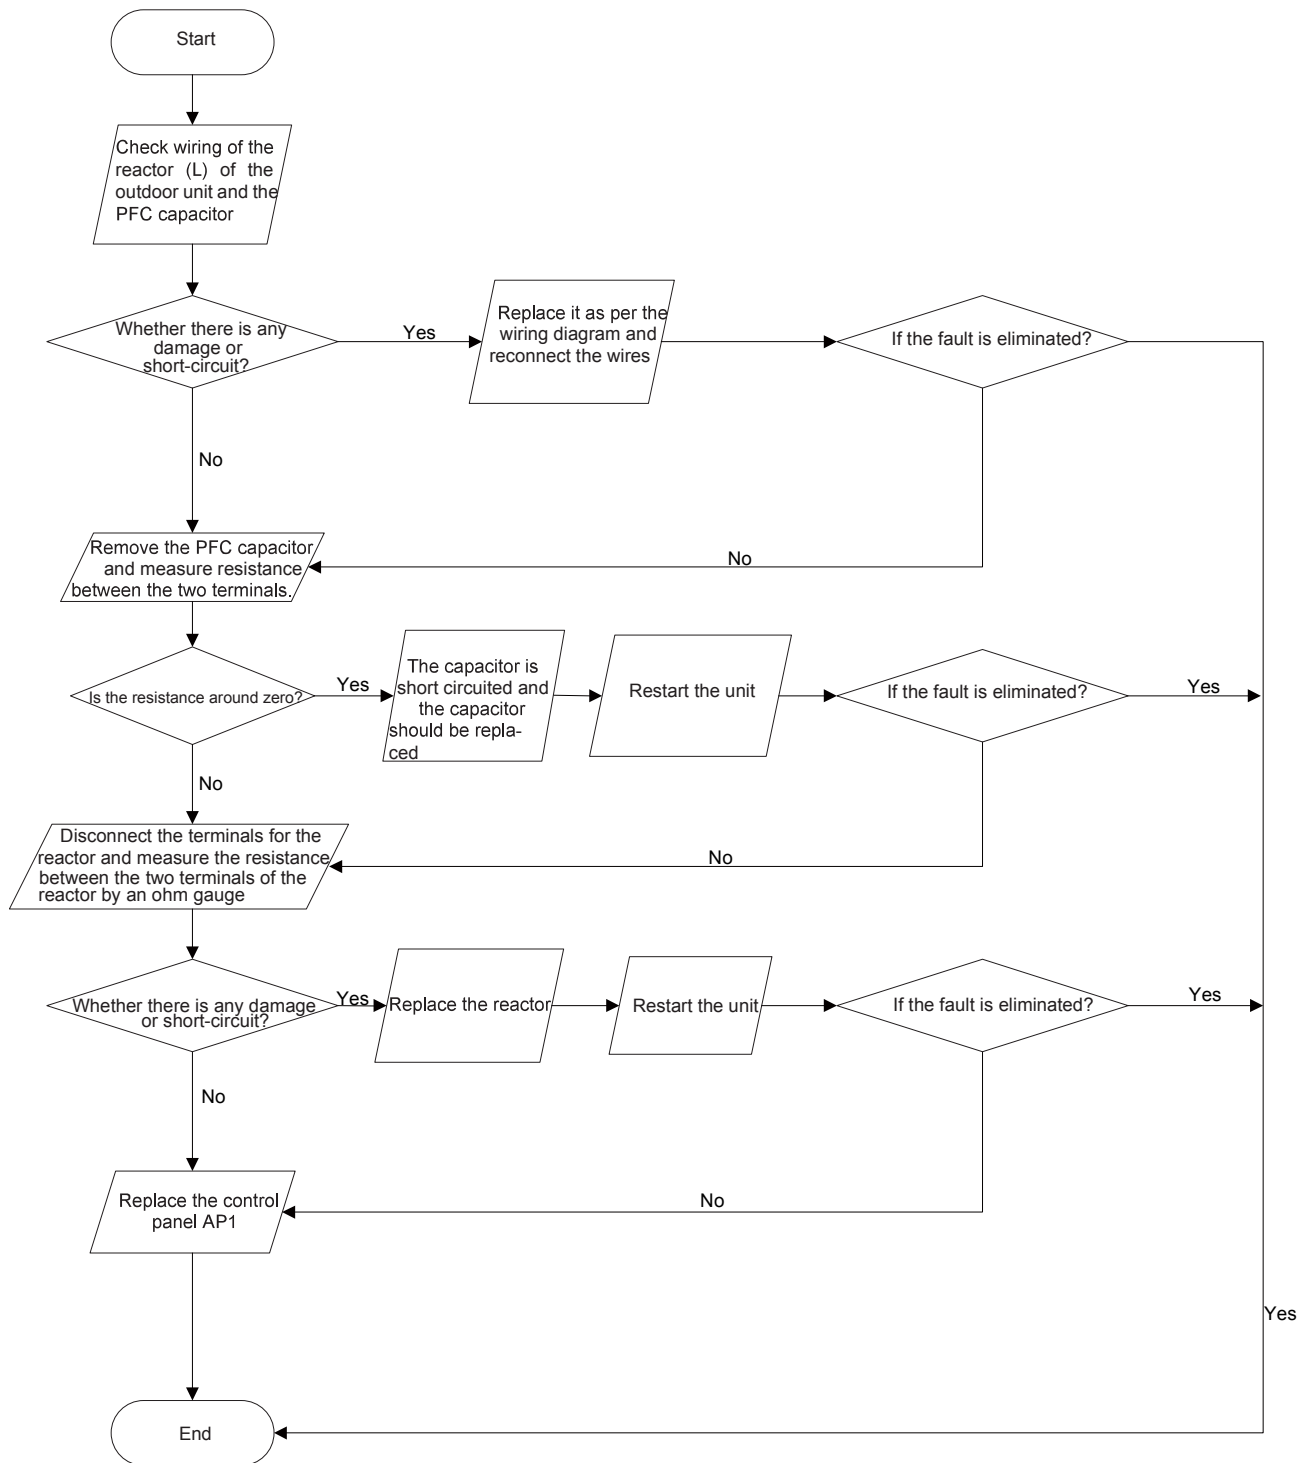 Start
Check wiring of the
reactor (L) of the
outdoor unit and the
PFC capacitor
Whether there is any
damage or
short-circuit?
Yes
Replace it as per the
wiring diagram and
reconnect the wires
If the fault is eliminated?
No
Remove the PFC capacitor
and measure resistance
between the two terminals.
No
Is the resistance around zero?
Yes
The capacitor is
short circuited and
the capacitor
should be repla-
ced
Restart the unit
If the fault is eliminated?
Yes
No
Disconnect the terminals for the
reactor and measure the resistance
between the two terminals of the
reactor by an ohm gauge
No
Whether there is any damage
or short-circuit?
Yes
Replace the reactor
Restart the unit
If the fault is eliminated?
Yes
No
Replace the control
panel AP1
No
Yes
End